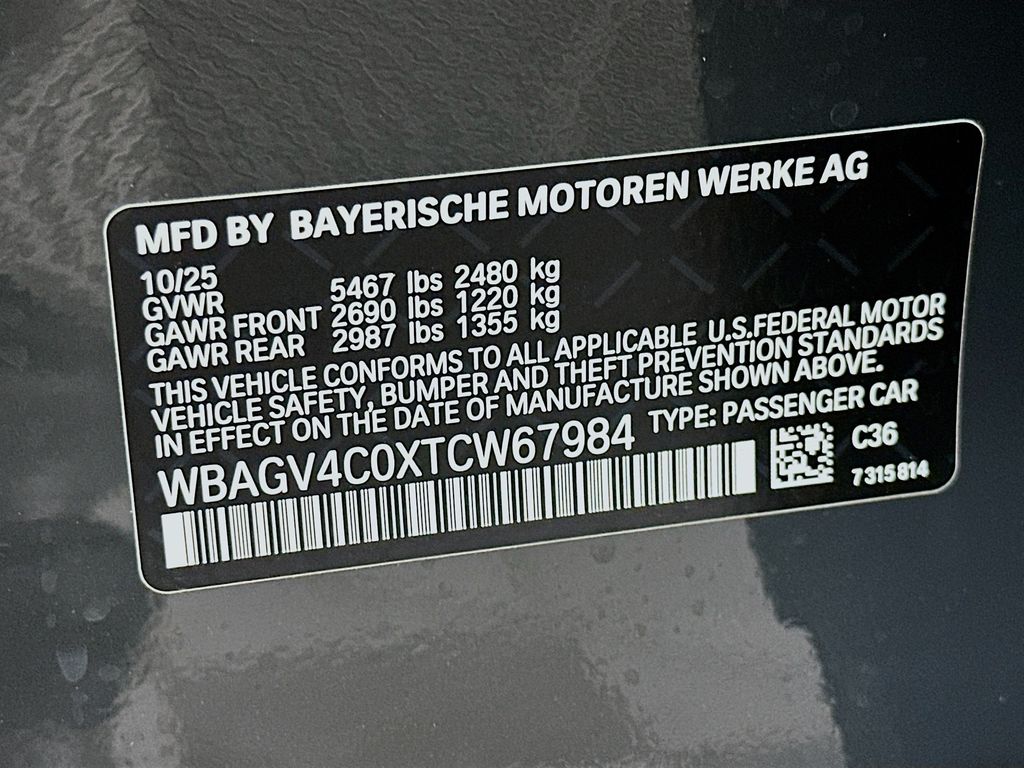 MFD BY BAYERISCHE MOTOREN WERKE AG
10/25
GVWR 5467 lbs 2480 kg
GAWR FRONT 2690 lbs 1220 kg
GAWR REAR 2987 lbs 1355 kg
THIS VEHICLE CONFORMS TO ALL APPLICABLE U.S.FEDERAL MOTOR
VEHICLE SAFETY, BUMPER AND THEFT PREVENTION STANDARDS
IN EFFECT ON THE DATE OF MANUFACTURE SHOWN ABOVE.
WBAGV4C0XTCW67984 TYPE: PASSENGER CAR
C36
7315814